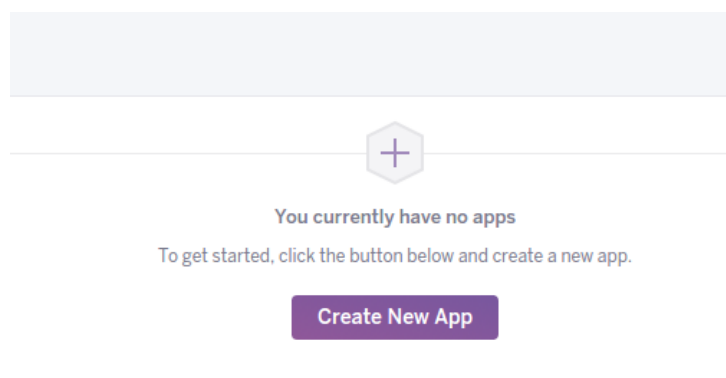 You currently have no apps
To get started, click the button below and create a new app.
Create New App